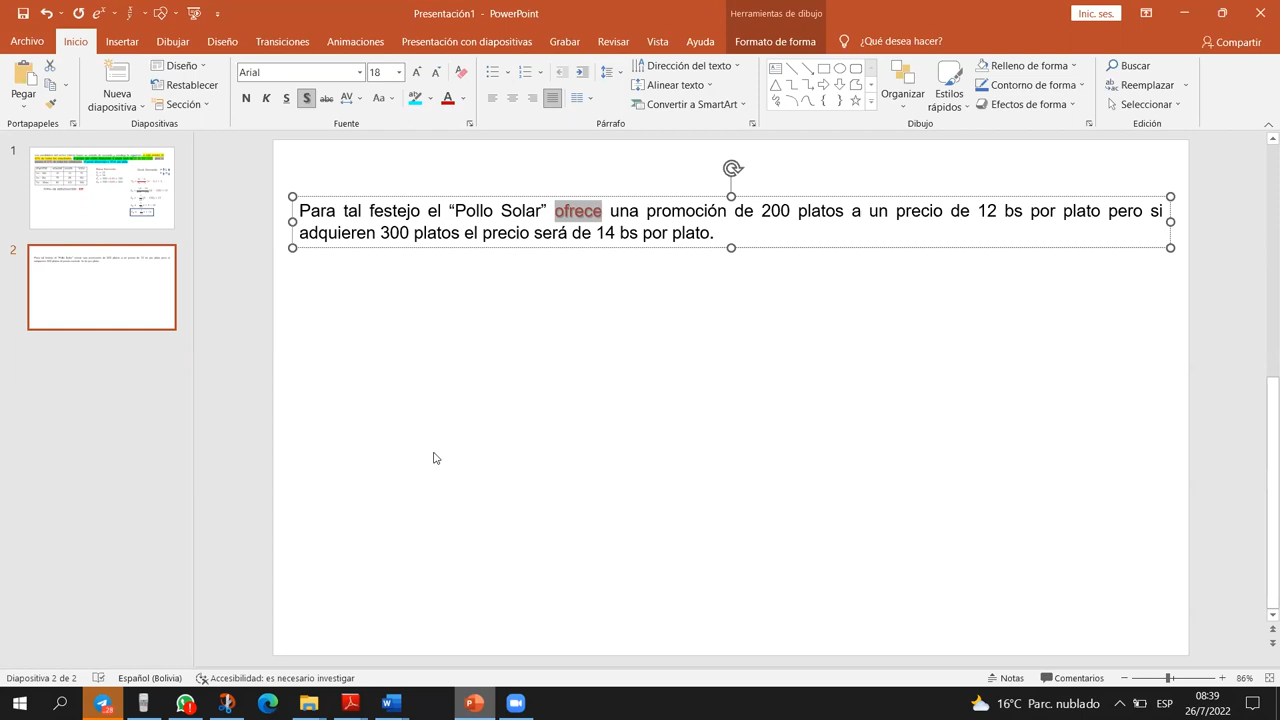 Presentación1 - PowerPoint
Herramientas de dibujo
Inic. ses.
Archivo Inicio Insertar Dibujar Diseño Transiciones Animaciones Presentación con diapositivas Grabar Revisar Vista Ayuda Formato de forma ¿Qué desea hacer? Compartir
Pegar
Portapapeles
Nueva diapositiva
Diseño
Restablecer
Sección
Diapositivas
Arial 18
N K S S abc AV Aa A
Fuente
Dirección del texto
Alinear texto
Convertir a SmartArt
Párrafo
Organizar
Estilos rápidos
Relleno de forma
Contorno de forma
Efectos de forma
Dibujo
Buscar
Reemplazar
Seleccionar
Edición
1
2
Para tal festejo el “Pollo Solar” ofrece una promoción de 200 platos a un precio de 12 bs por plato pero si
adquieren 300 platos el precio será de 14 bs por plato.
Diapositiva 2 de 2 Español (Bolivia) Accesibilidad: es necesario investigar Notas Comentarios 86%
28
16°C Parc. nublado ESP
08:39
26/7/2022